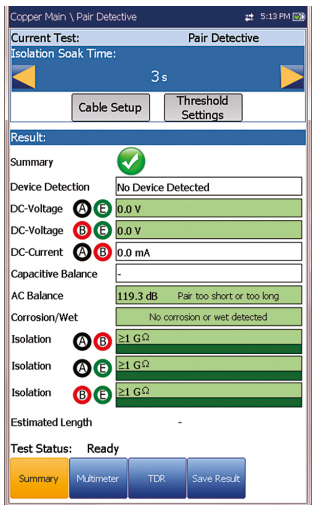 Copper Main \ Pair Detective 5:13 PM
Current Test: Pair Detective
Isolation Soak Time:
3 s
Cable Setup
Threshold
Settings
Result:
Summary
Device Detection No Device Detected
DC-Voltage A E 0.0 V
DC-Voltage B E 0.0 V
DC-Current A B 0.0 mA
Capacitive Balance -
AC Balance 119.3 dB Pair too short or too long
Corrosion/Wet No corrosion or wet detected
Isolation A B ≥1 GΩ
Isolation A E ≥1 GΩ
Isolation B E ≥1 GΩ
Estimated Length -
Test Status: Ready
Summary Multimeter TDR Save Result